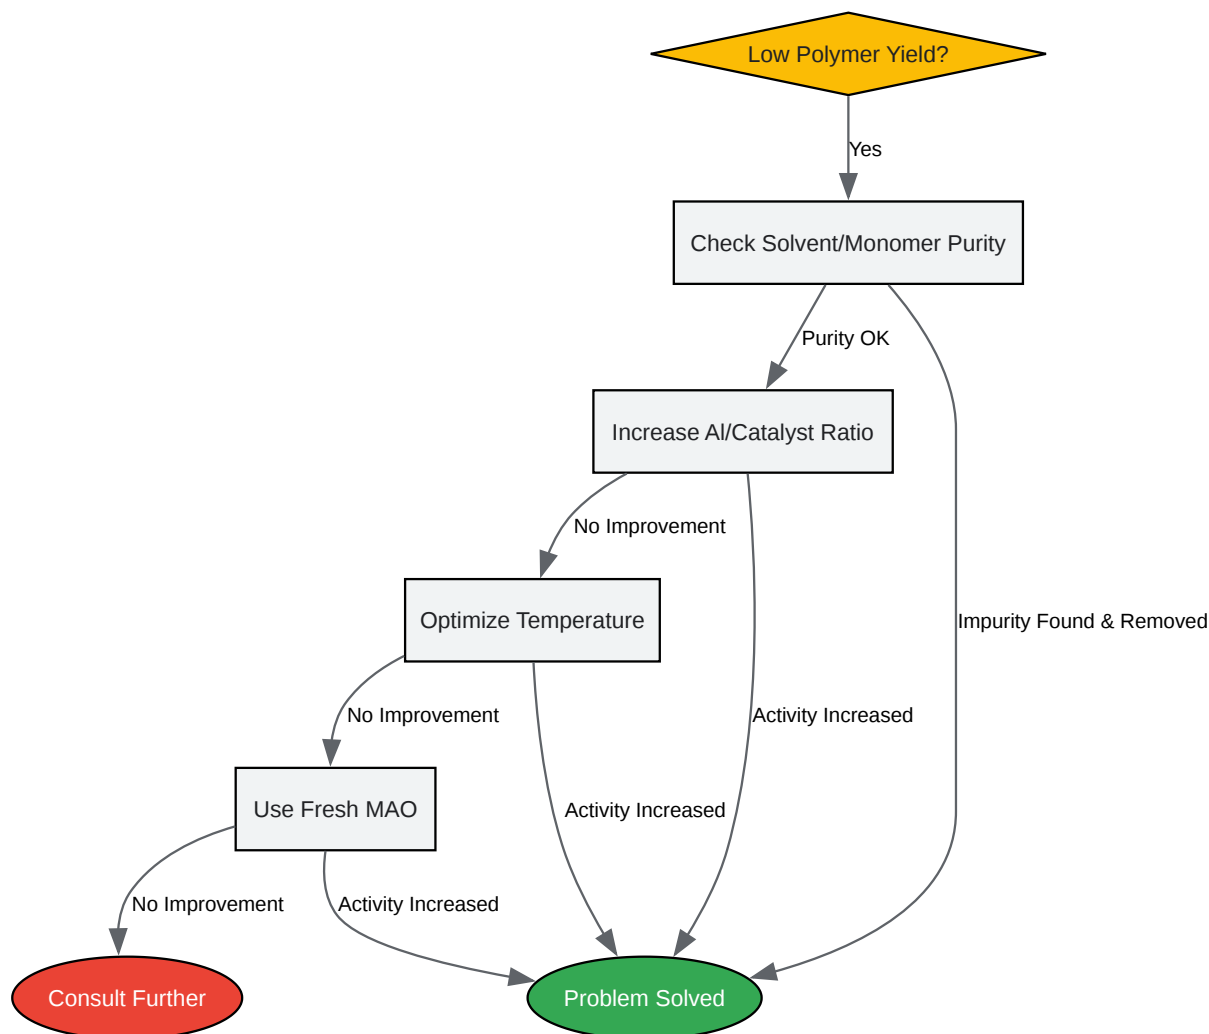 Low Polymer Yield?
Yes
Check Solvent/Monomer Purity
Purity OK
Increase Al/Catalyst Ratio
No Improvement
Optimize Temperature
Impurity Found & Removed
No Improvement
Activity Increased
Use Fresh MAO
Activity Increased
No Improvement
Activity Increased
Consult Further
Problem Solved